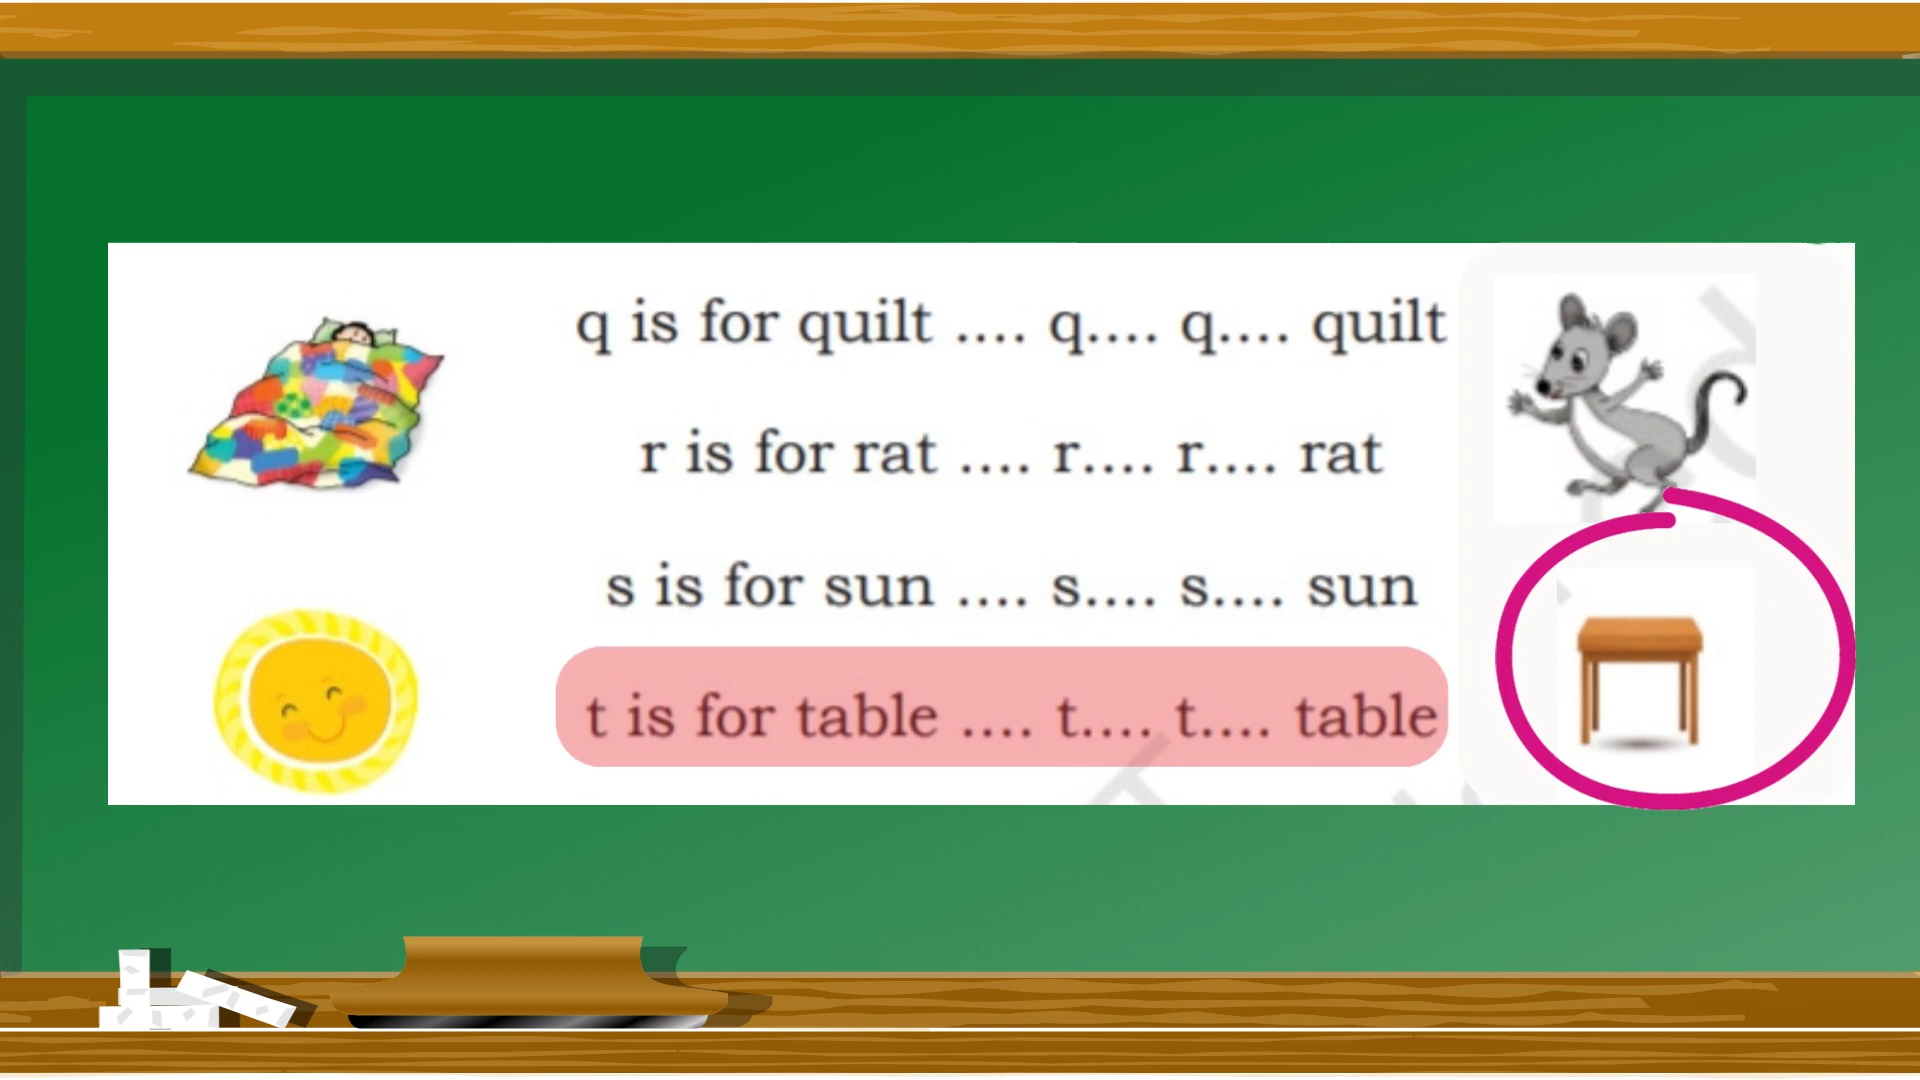 q is for quilt .... q.... q.... quilt
r is for rat .... r.... r.... rat
s is for sun .... s.... s.... sun
t is for table .... t.... t.... table